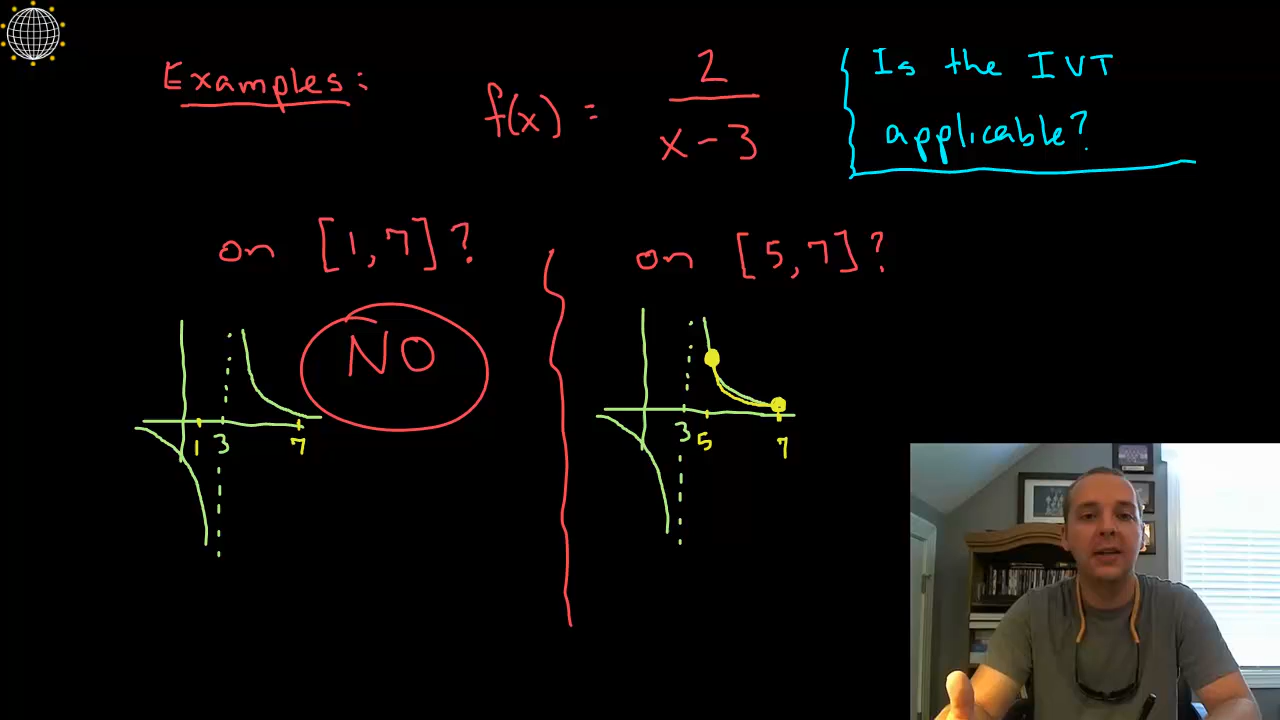 Examples:
f(x) = 2 / x - 3
Is the IVT
applicable?
on [1,7]?
NO
1 3 7
on [5,7]?
3 5 7